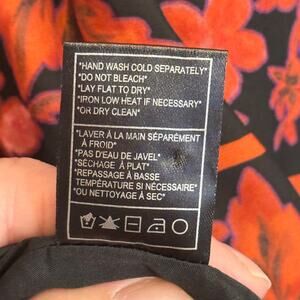 *HAND WASH COLD SEPARATELY*
*DO NOT BLEACH*
*LAY FLAT TO DRY*
*IRON LOW HEAT IF NECESSARY*
*OR DRY CLEAN*
*LAVER À LA MAIN SÉPARÉMENT
À FROID*
*PAS D'EAU DE JAVEL*
*SÉCHAGE À PLAT*
*REPASSAGE À BASSE
TEMPÉRATURE SI NÉCESSAIRE*
*OU NETTOYAGE À SEC*